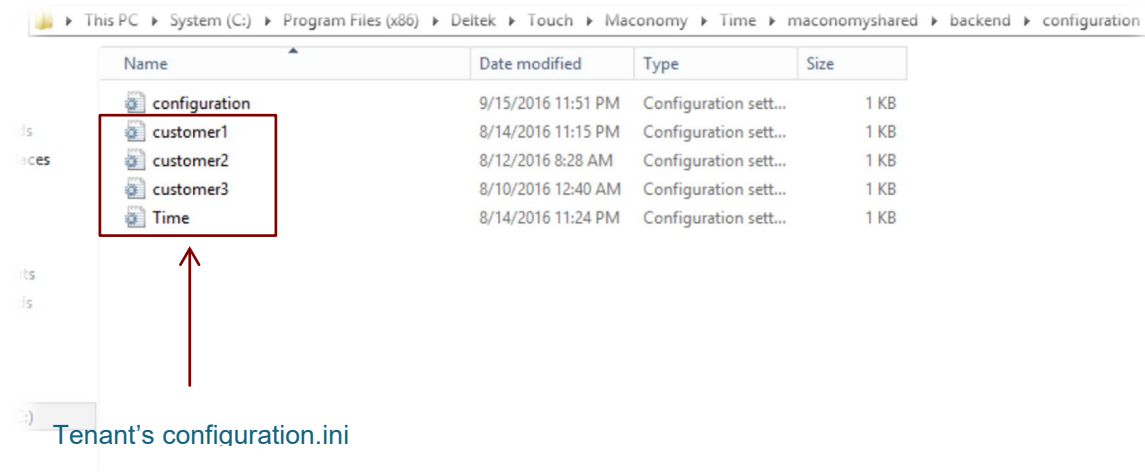 This PC ▸ System (C:) ▸ Program Files (x86) ▸ Deltek ▸ Touch ▸ Maconomy ▸ Time ▸ maconomyshared ▸ backend ▸ configuration
Name Date modified Type Size
configuration 9/15/2016 11:51 PM Configuration sett... 1 KB
customer1 8/14/2016 11:15 PM Configuration sett... 1 KB
customer2 8/12/2016 8:28 AM Configuration sett... 1 KB
customer3 8/10/2016 12:40 AM Configuration sett... 1 KB
Time 8/14/2016 11:24 PM Configuration sett... 1 KB
Tenant’s configuration.ini